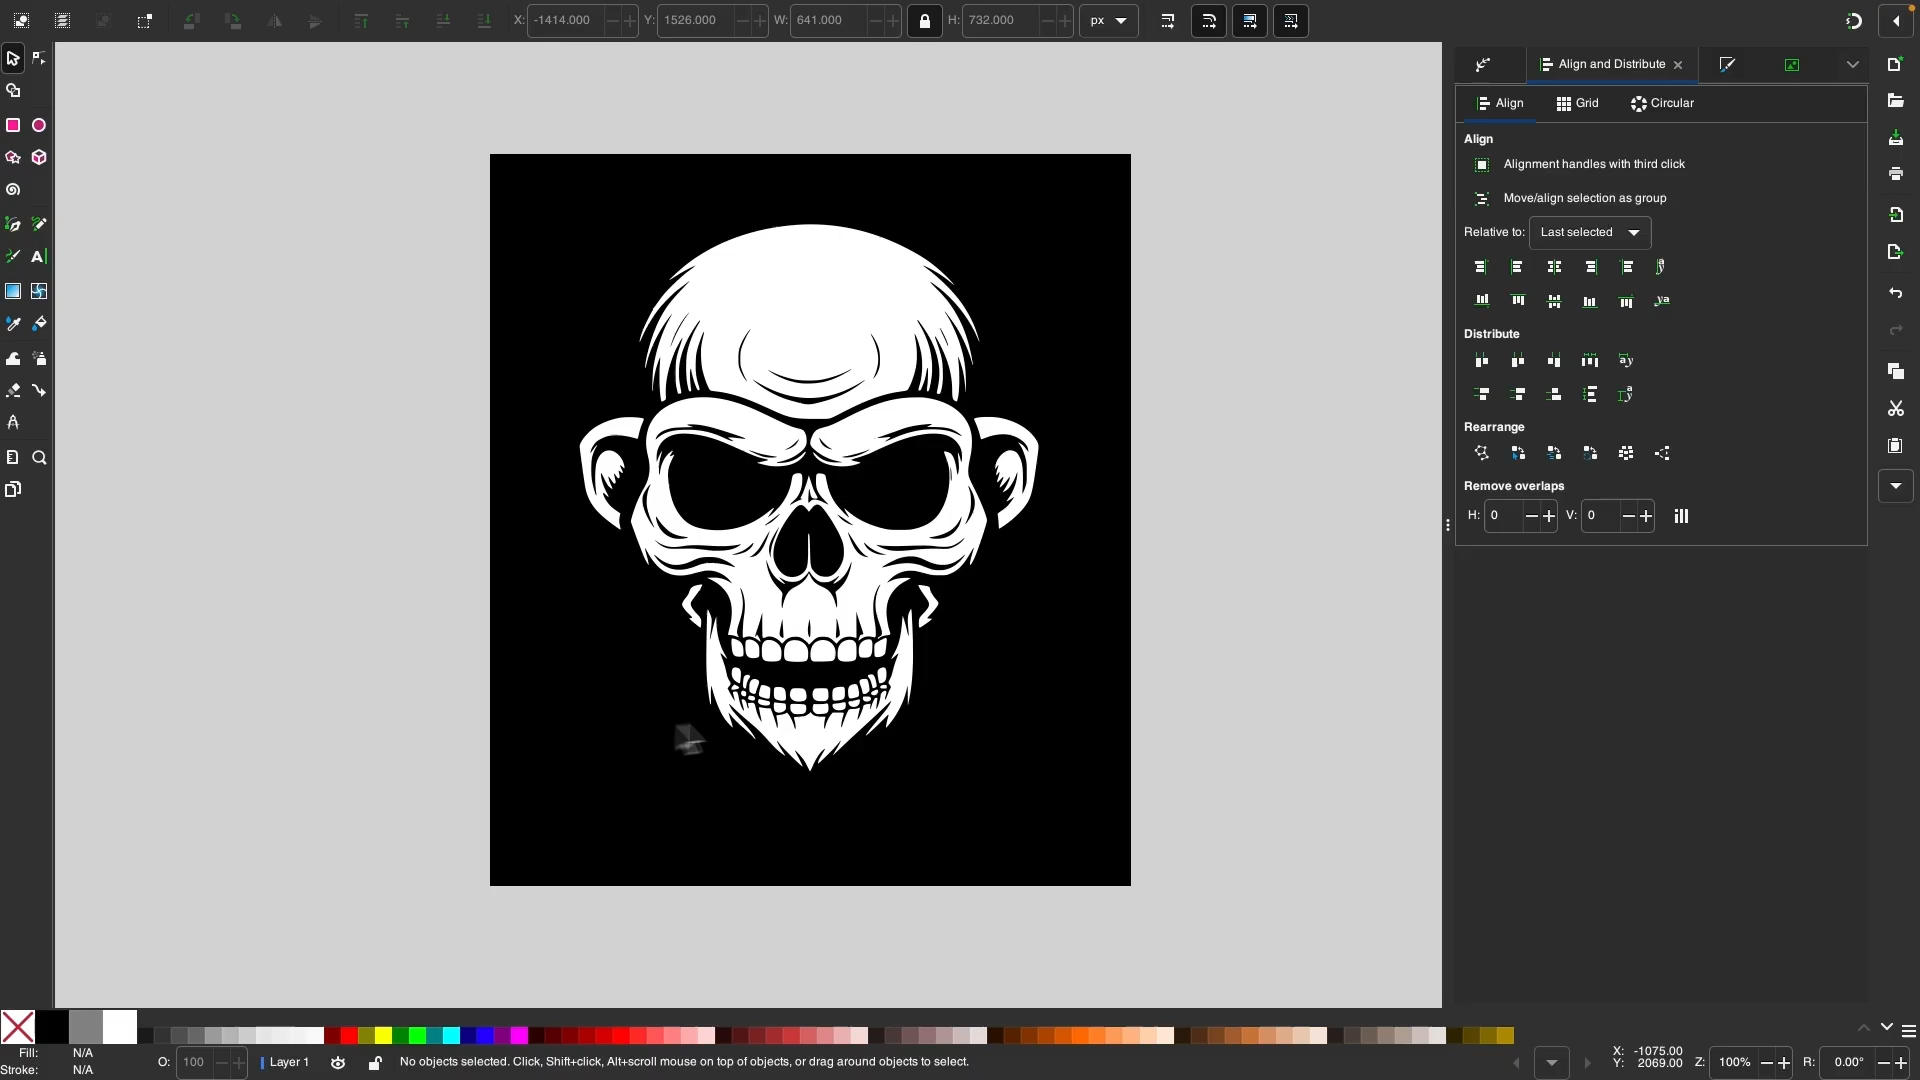 X: -1414.000 Y: 1526.000 W: 641.000 H: 732.000 px
Align and Distribute
Align Grid Circular
Align
Alignment handles with third click
Move/align selection as group
Relative to: Last selected
Distribute
Rearrange
Remove overlaps
H: 0 V: 0
Fill: N/A
Stroke: N/A
O: 100
Layer 1
No objects selected. Click, Shift+click, Alt+scroll mouse on top of objects, or drag around objects to select.
X: -1075.00
Y: 2069.00
Z: 100%
R: 0.00°